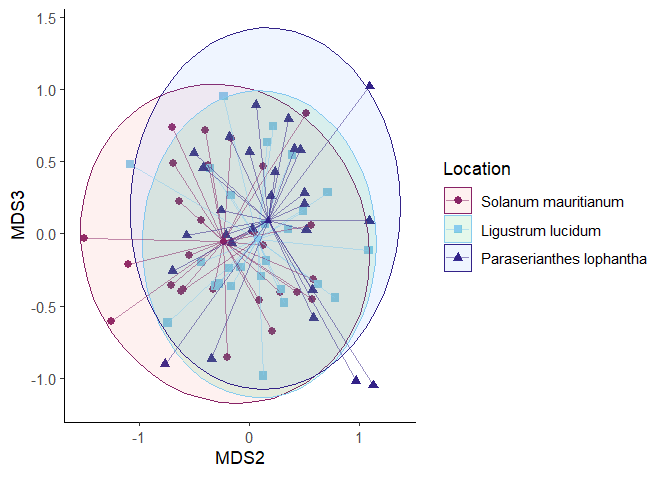 1.5
1.0
0.5
0.0
-0.5
-1.0
MDS3
-1
0
1
MDS2
Location
Solanum mauritianum
Ligustrum lucidum
Paraserianthes lophantha